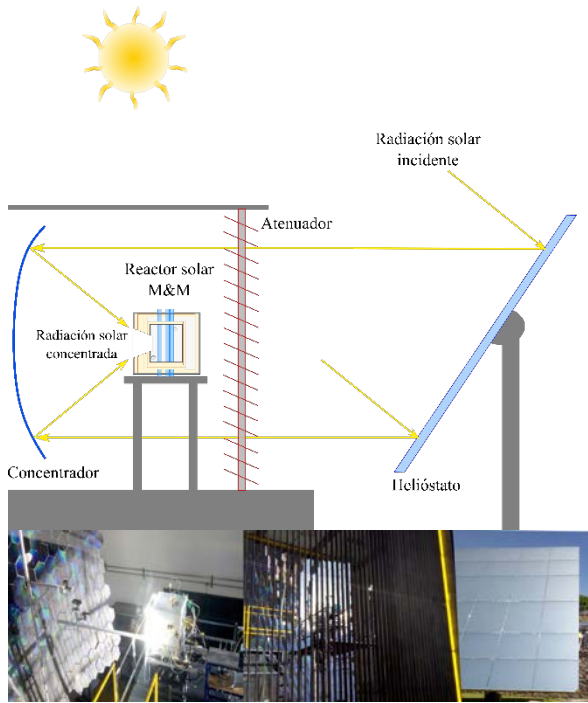 Radiación solar
incidente
Atenuador
Reactor solar
M&M
Radiación solar
concentrada
Concentrador
Helióstato